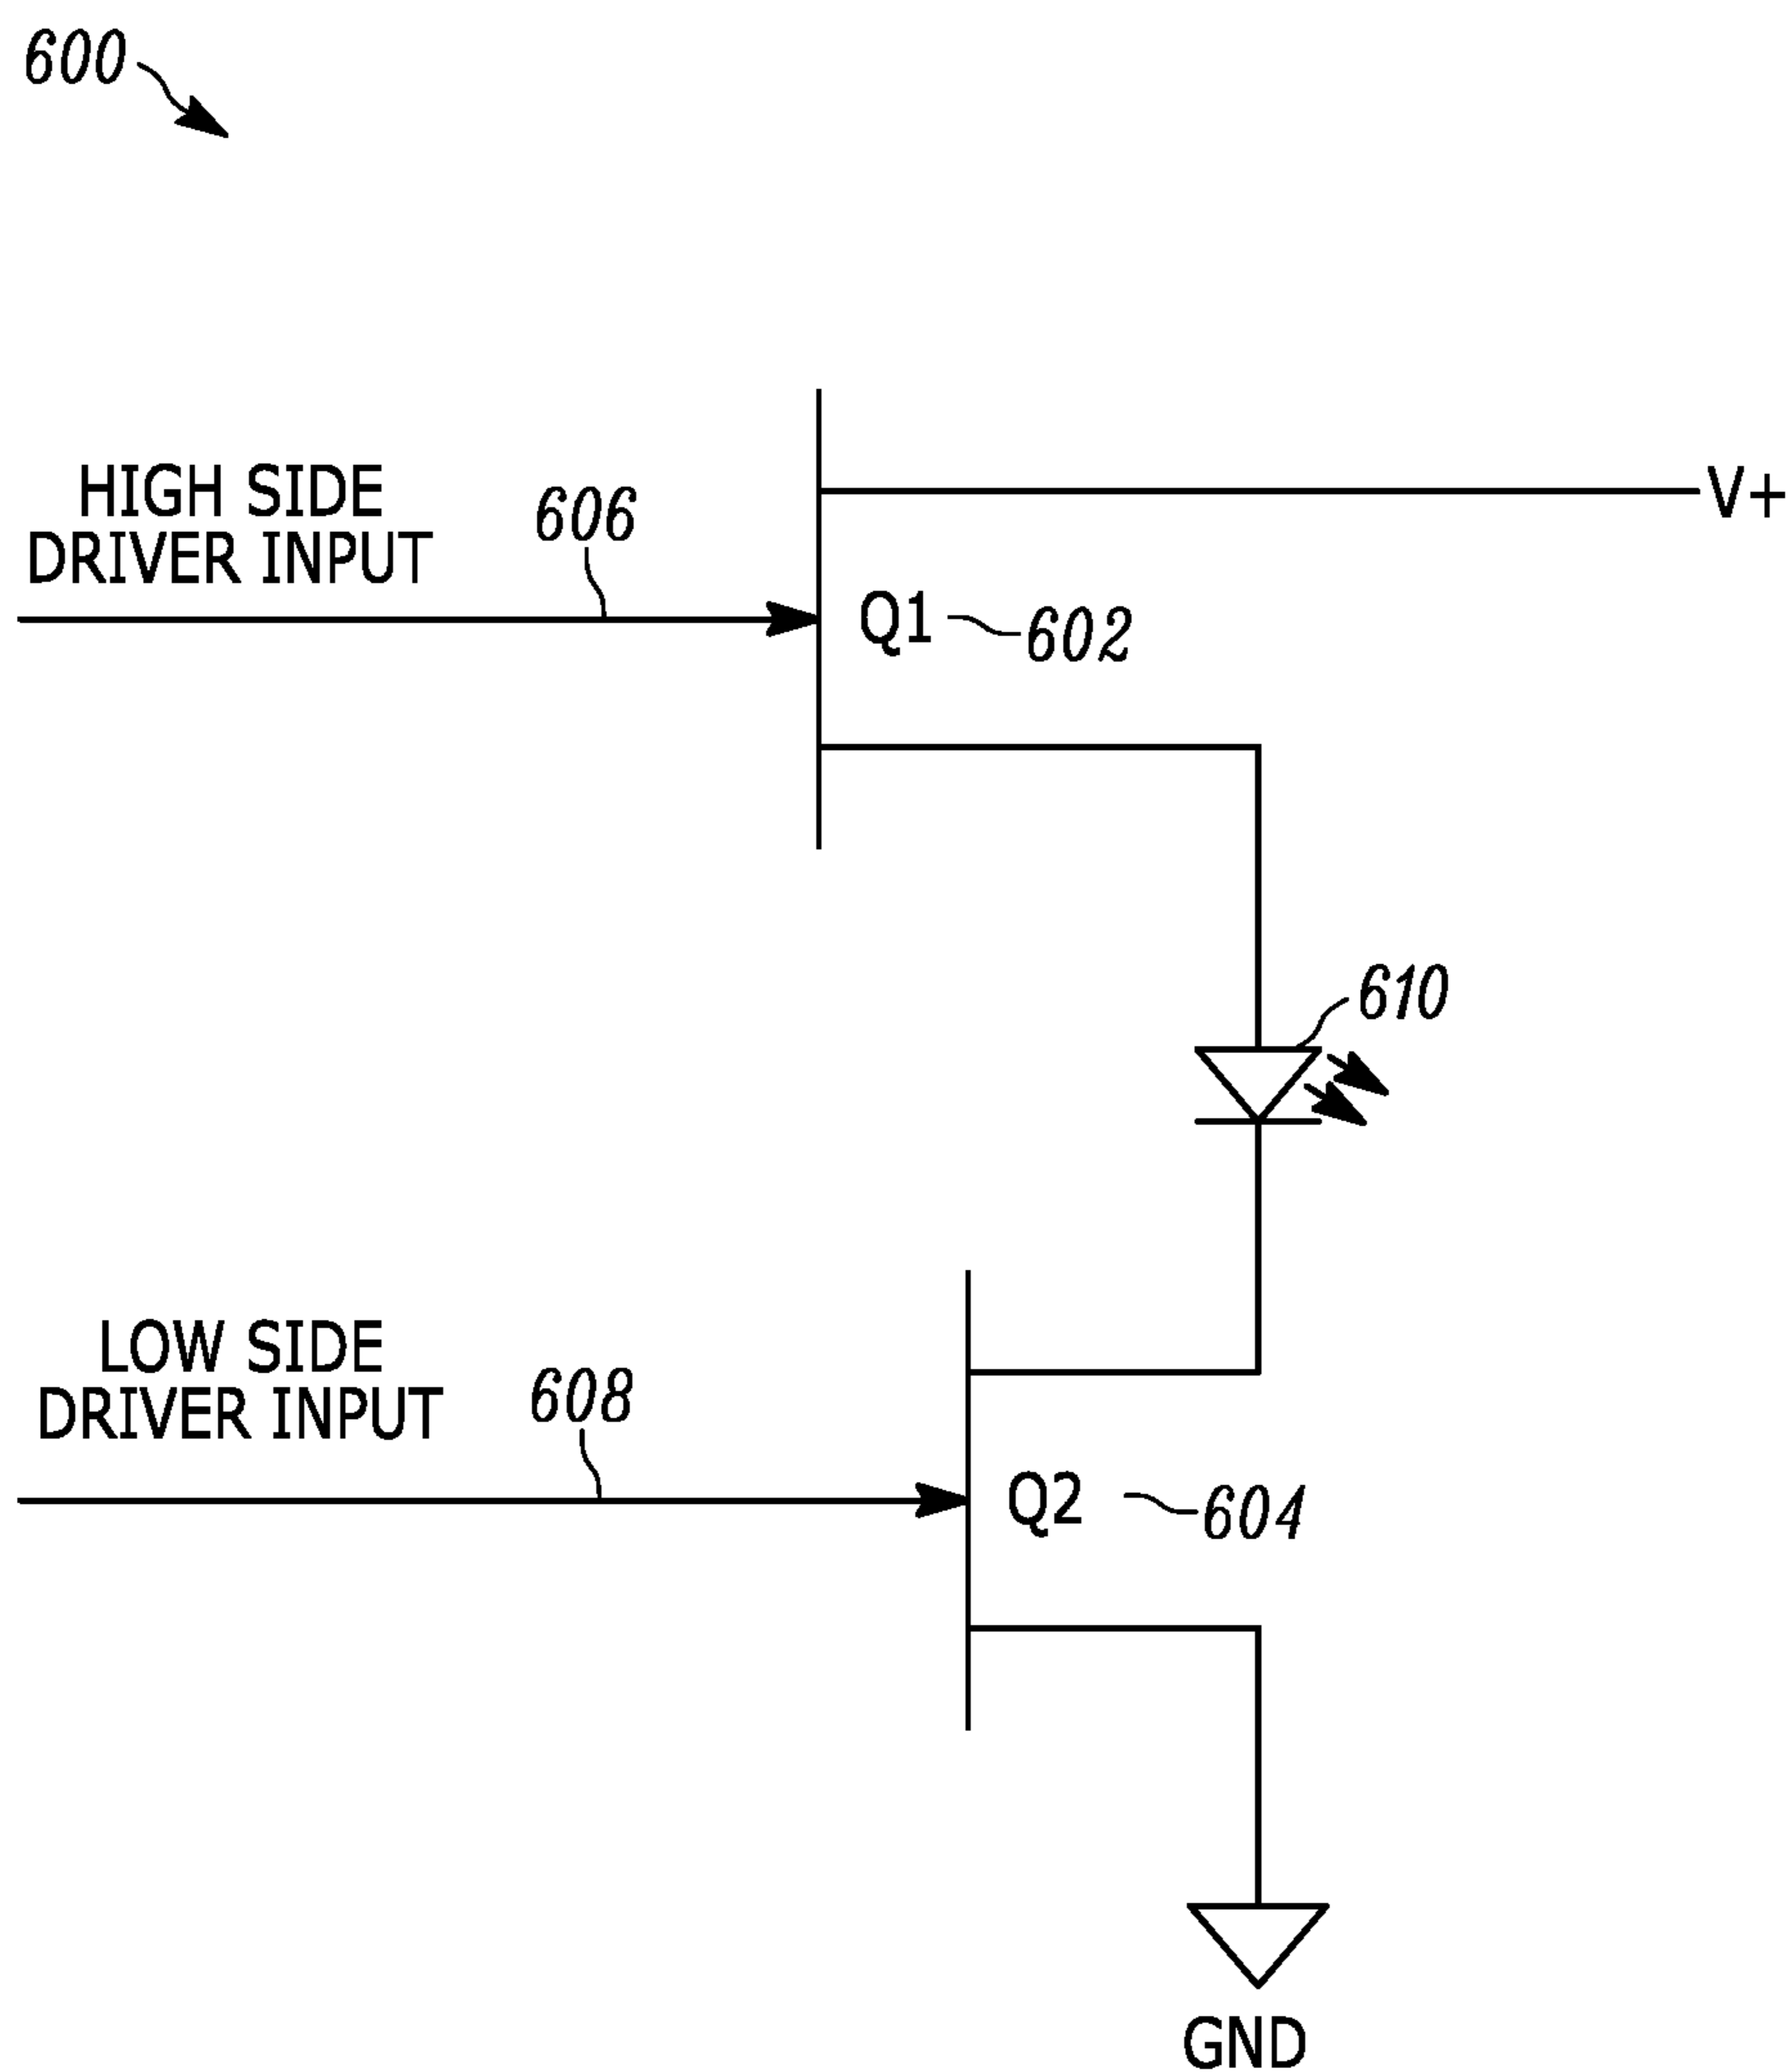 600
HIGH SIDE
DRIVER INPUT
606
V+
Q1
602
610
LOW SIDE
DRIVER INPUT
608
Q2
604
GND